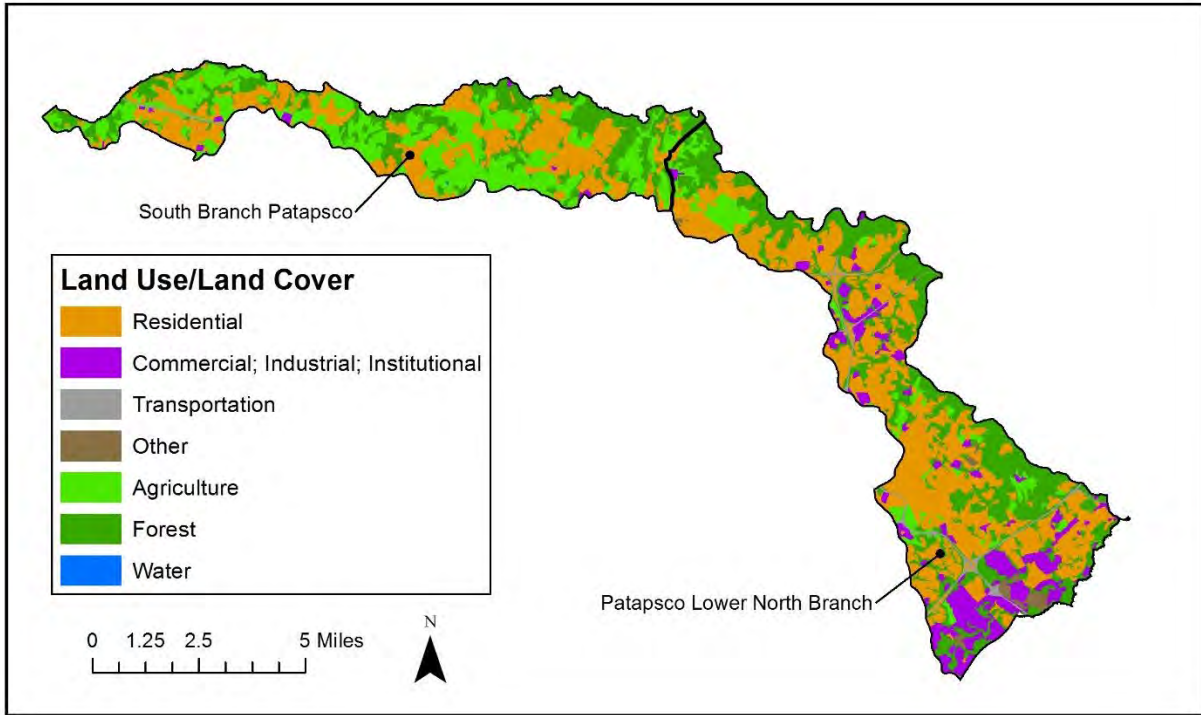 South Branch Patapsco
Land Use/Land Cover
Residential
Commercial; Industrial; Institutional
Transportation
Other
Agriculture
Forest
Water
Patapsco Lower North Branch
0 1.25 2.5 5 Miles
N